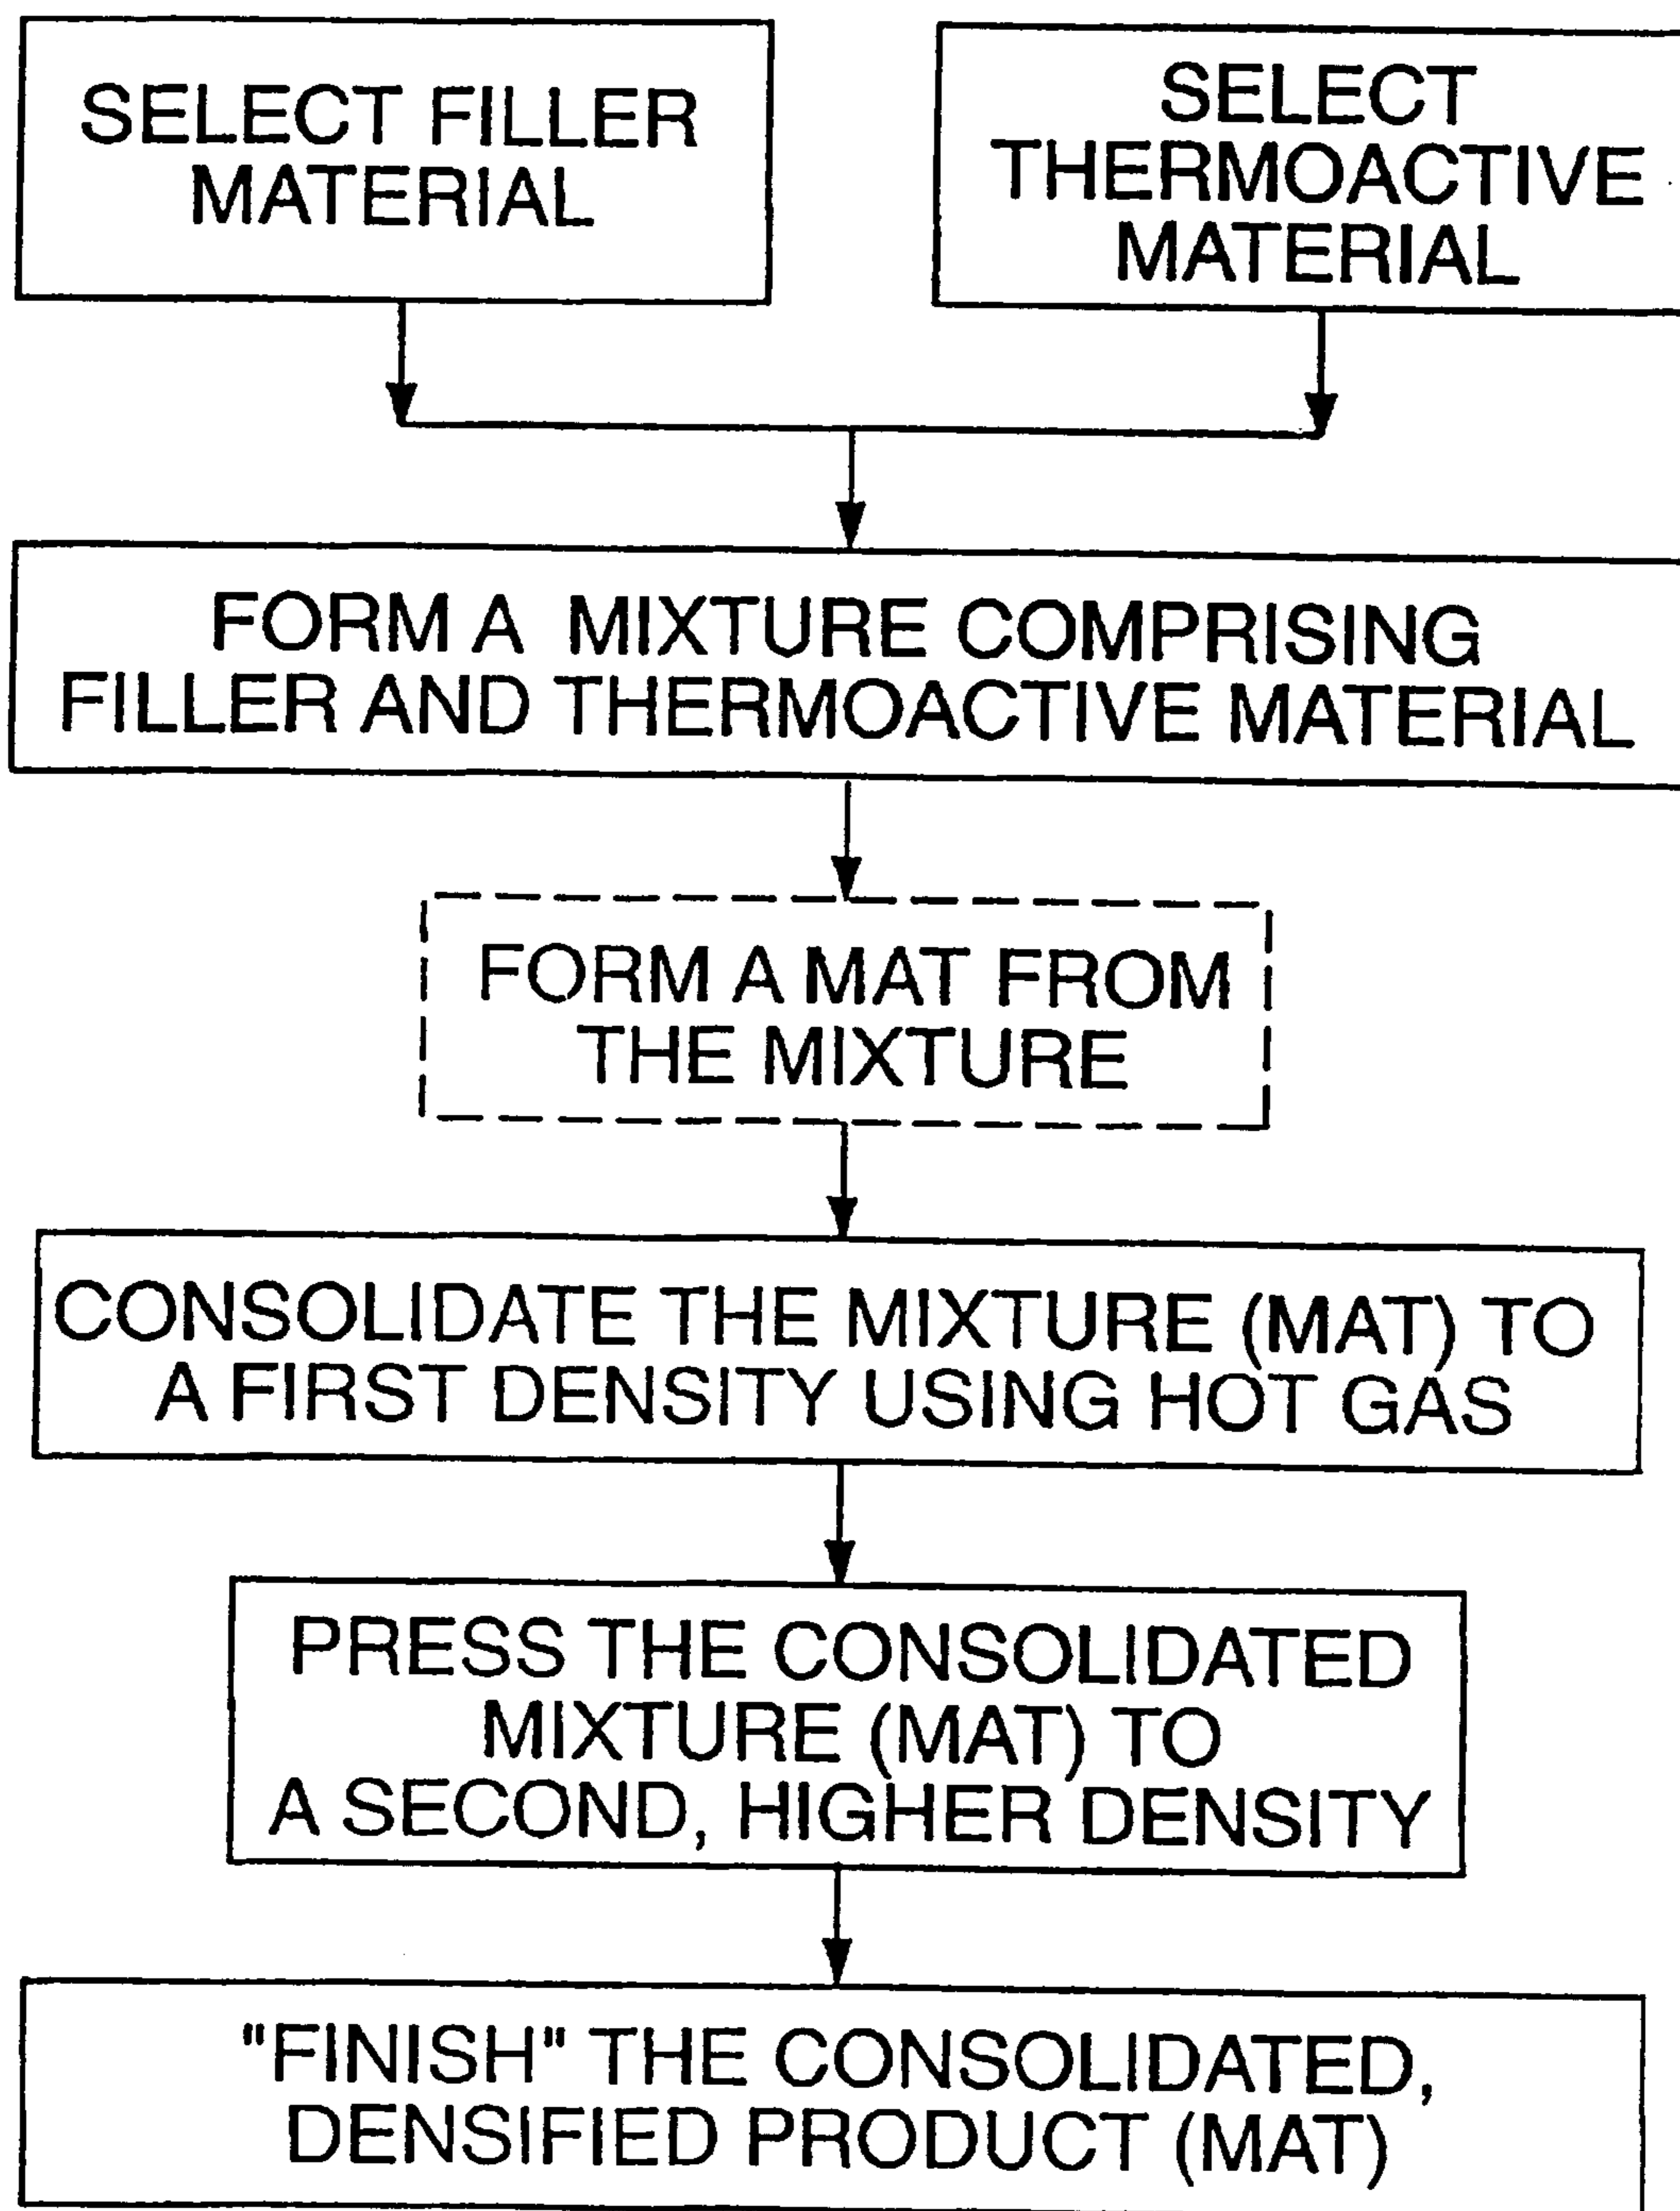 SELECT FILLER
MATERIAL
SELECT
THERMOACTIVE
MATERIAL
FORM A MIXTURE COMPRISING
FILLER AND THERMOACTIVE MATERIAL
FORM A MAT FROM
THE MIXTURE
CONSOLIDATE THE MIXTURE (MAT) TO
A FIRST DENSITY USING HOT GAS
PRESS THE CONSOLIDATED
MIXTURE (MAT) TO
A SECOND, HIGHER DENSITY
"FINISH" THE CONSOLIDATED,
DENSIFIED PRODUCT (MAT)